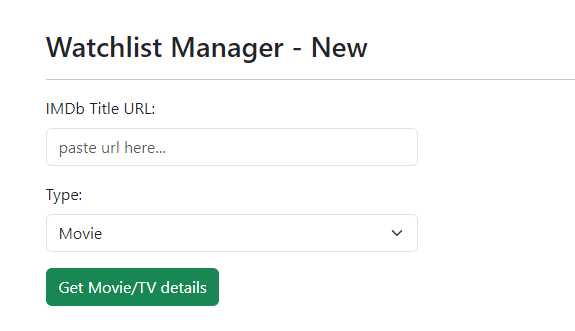 Watchlist Manager - New
IMDb Title URL:
paste url here...
Type:
Movie
Get Movie/TV details